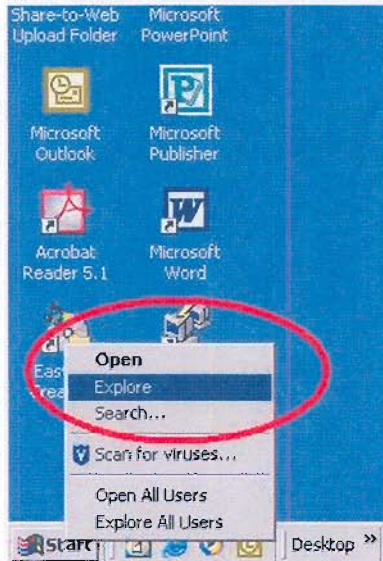 Share-to-Web
Upload Folder
Microsoft
PowerPoint
Microsoft
Outlook
Microsoft
Publisher
Acrobat
Reader 5.1
Microsoft
Word
Open
Explore
Search...
Scan for viruses...
Open All Users
Explore All Users
Start
Desktop »